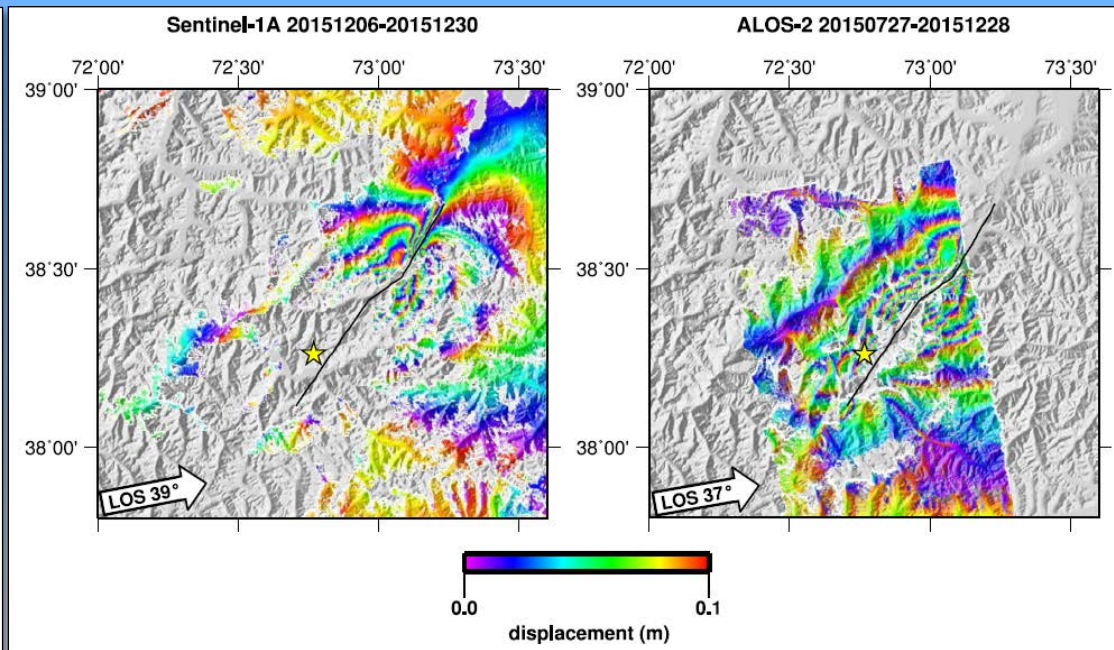 Sentinel-1A 20151206-20151230
72°00' 72°30' 73°00' 73°30'
39°00'
38°30'
38°00'
LOS 39°
ALOS-2 20150727-20151228
72°00' 72°30' 73°00' 73°30'
39°00'
38°30'
38°00'
LOS 37°
0.0 0.1
displacement (m)